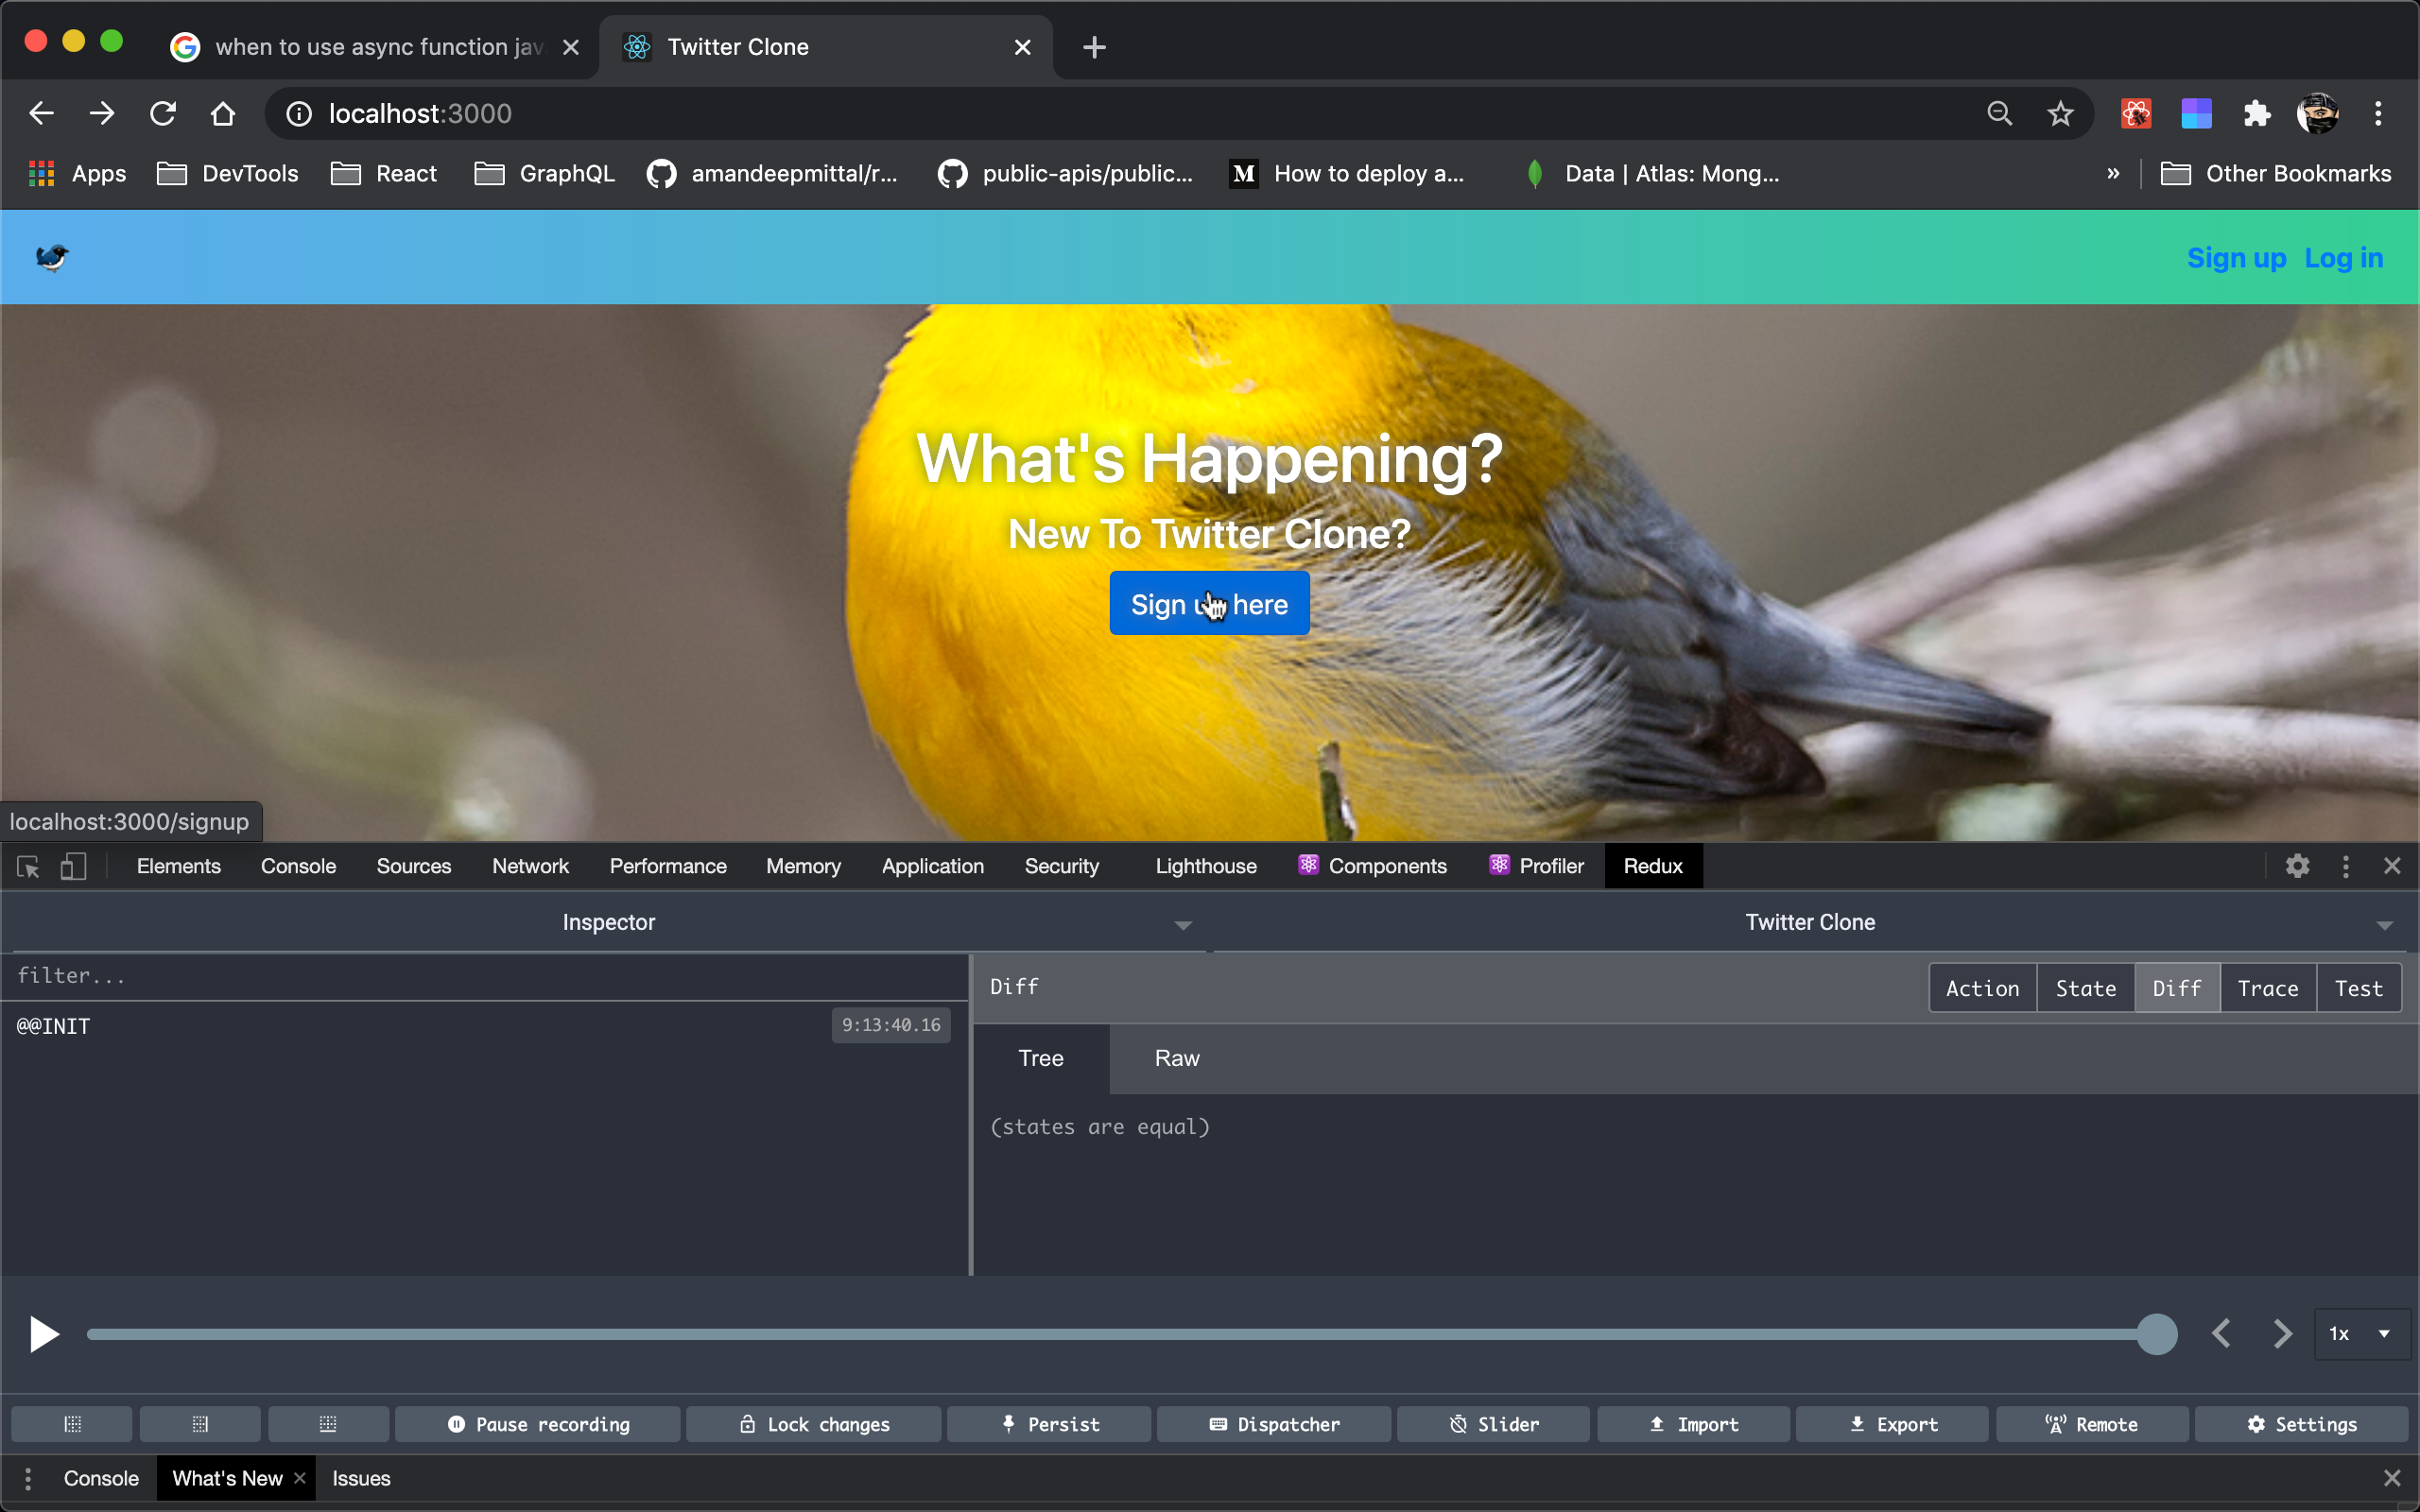 when to use async function jav
Twitter Clone
localhost:3000
Apps
DevTools
React
GraphQL
amandeepmittal/r...
public-apis/public...
M
How to deploy a...
Data | Atlas: Mong...
»
Other Bookmarks
Sign up
Log in
What's Happening?
New To Twitter Clone?
Sign up here
localhost:3000/signup
Elements
Console
Sources
Network
Performance
Memory
Application
Security
Lighthouse
Components
Profiler
Redux
Inspector
Twitter Clone
filter...
Diff
Action
State
Diff
Trace
Test
@@INIT
9:13:40.16
Tree
Raw
(states are equal)
1x
Pause recording
Lock changes
Persist
Dispatcher
Slider
Import
Export
Remote
Settings
Console
What's New
Issues